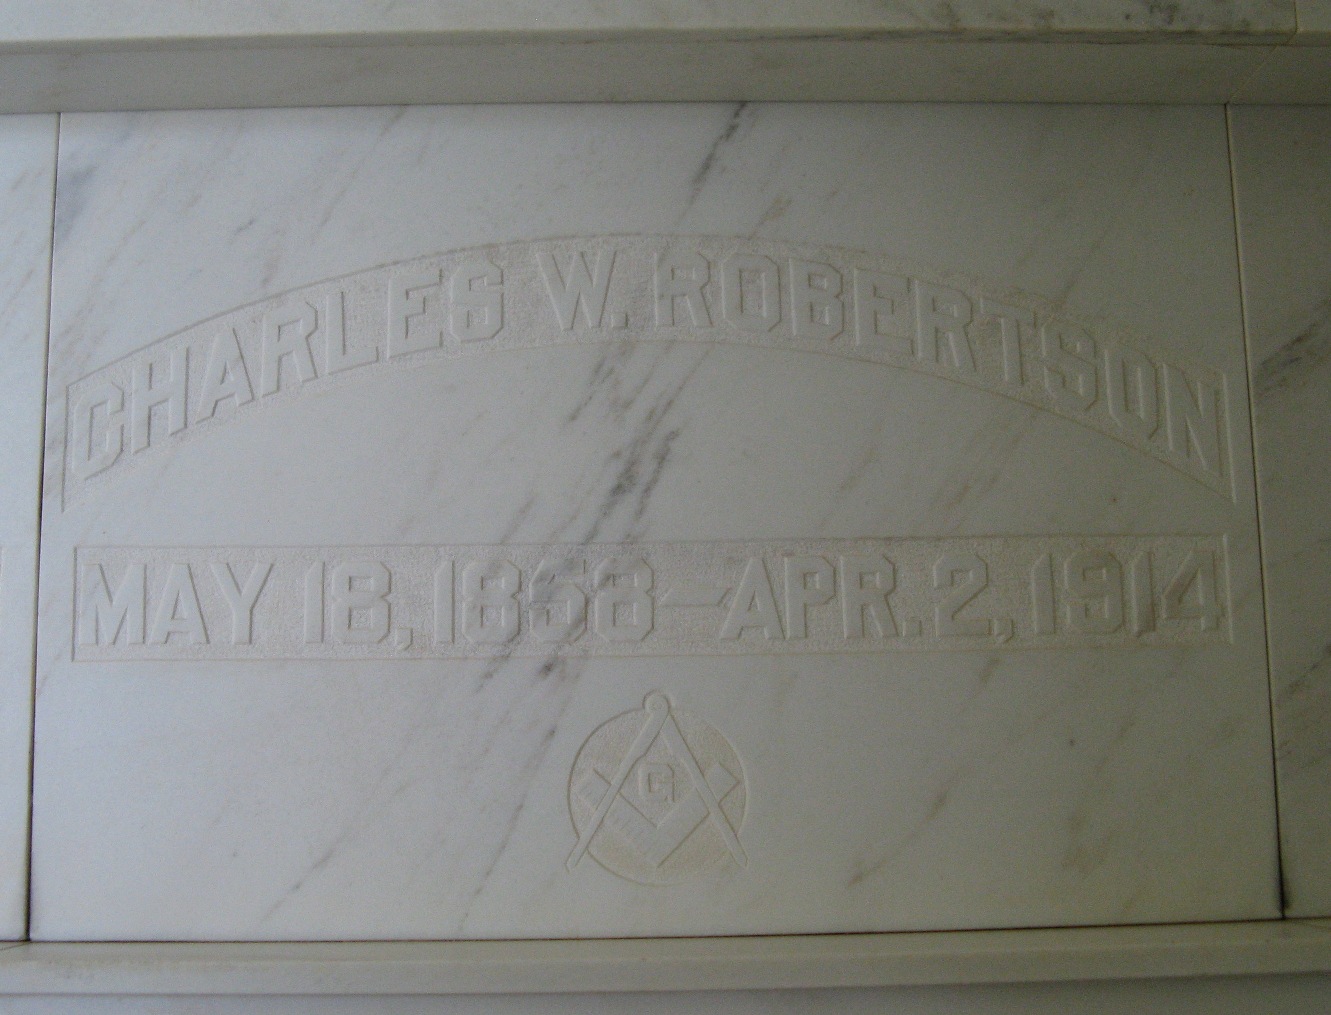 CHARLES W. ROBERTSON
MAY 18, 1858 — APR. 2, 1914
G